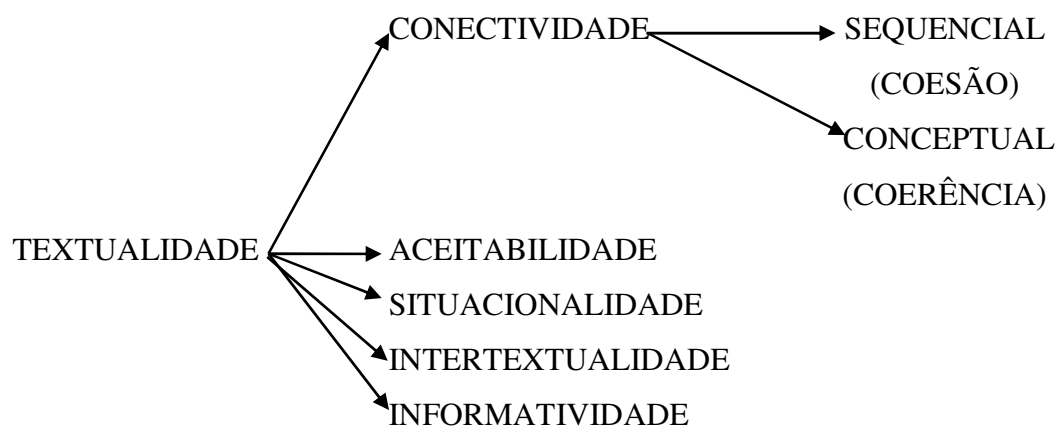 CONECTIVIDADE SEQUENCIAL
(COESÃO)
CONCEPTUAL
(COERÊNCIA)
TEXTUALIDADE ACEITABILIDADE
SITUACIONALIDADE
INTERTEXTUALIDADE
INFORMATIVIDADE